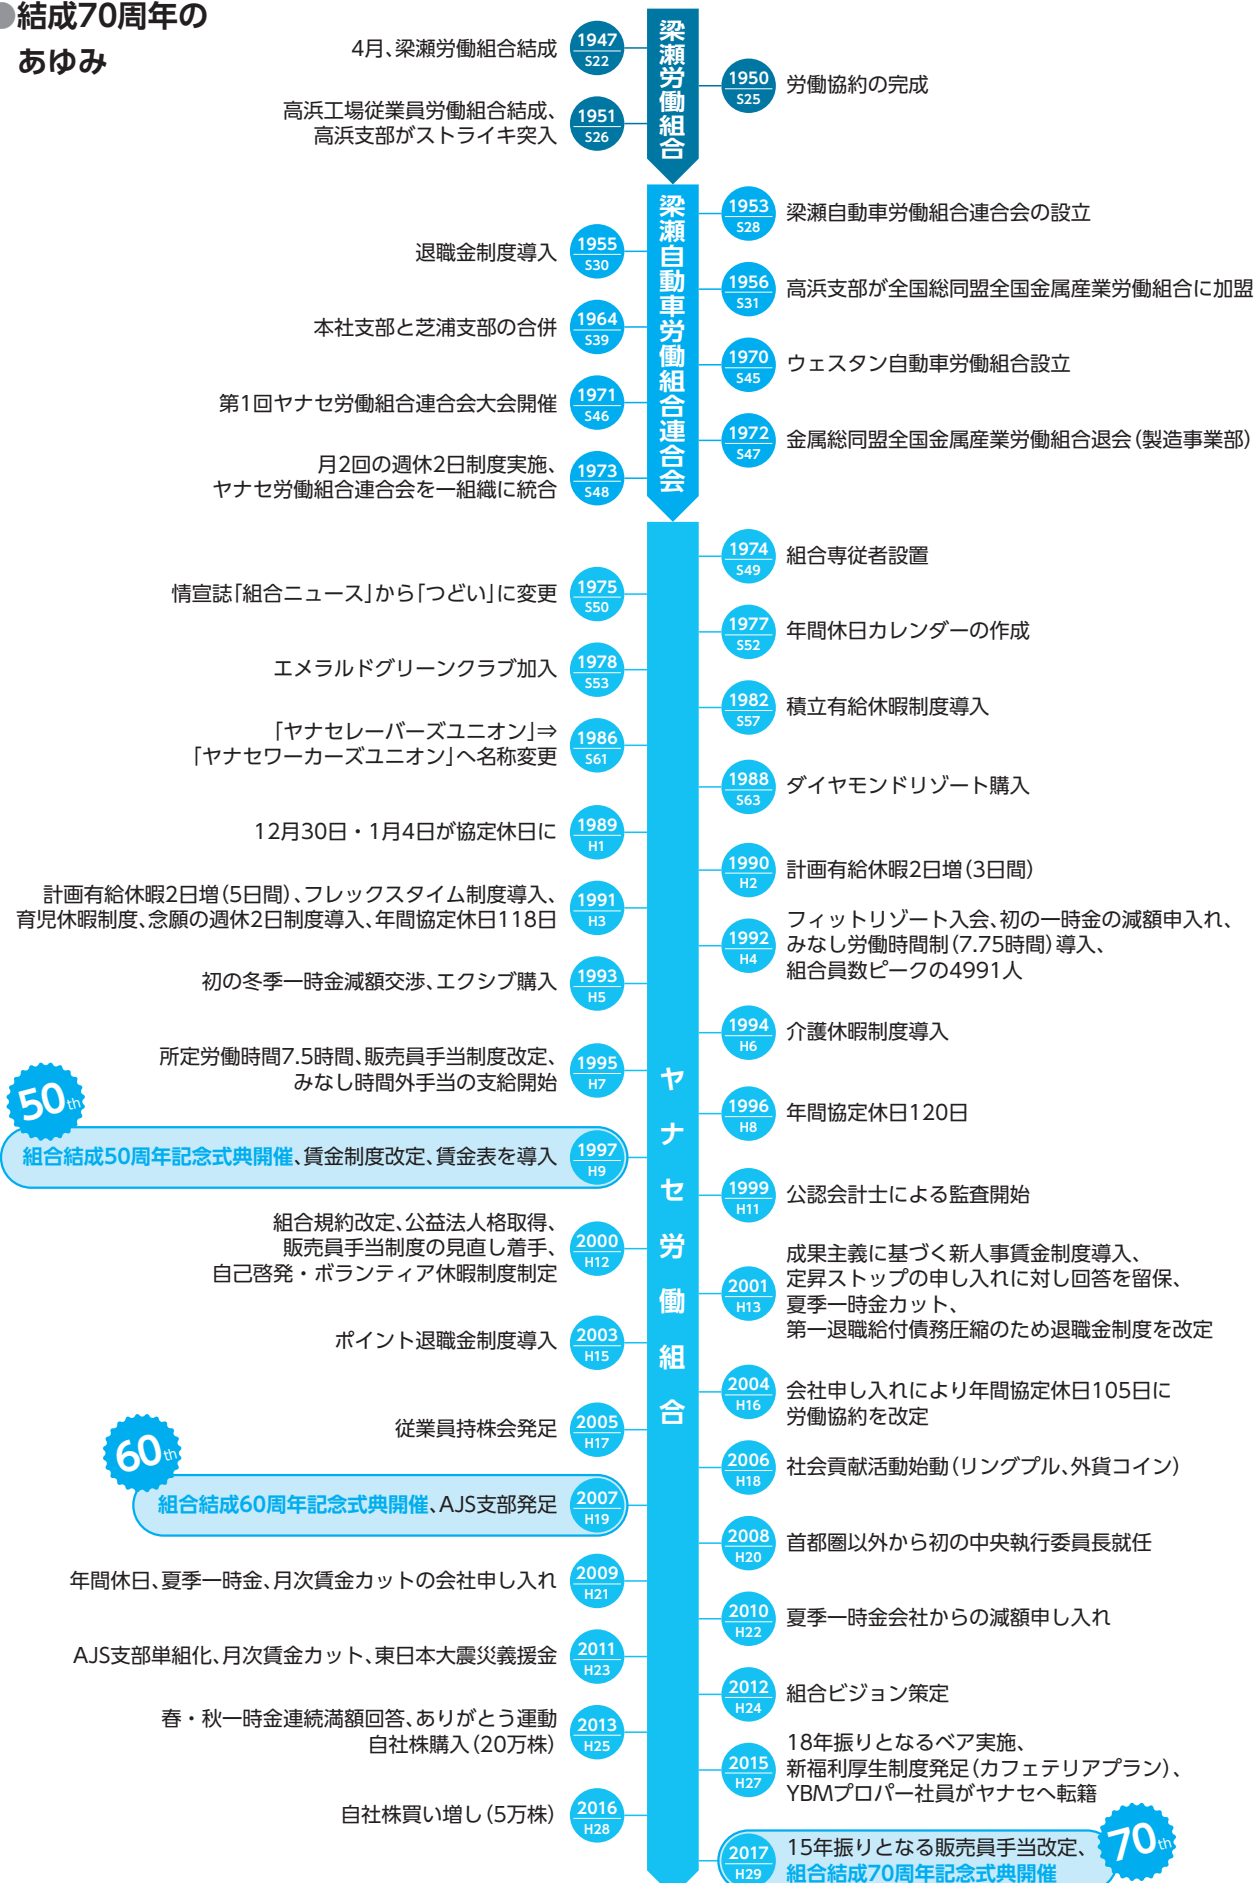 ●結成70周年の
あゆみ
梁瀬労働組合
4月、梁瀬労働組合結成
1947
S22
1950
S25
労働協約の完成
高浜工場従業員労働組合結成、
高浜支部がストライキ突入
1951
S26
梁瀬自動車労働組合連合会
1953
S28
梁瀬自動車労働組合連合会の設立
退職金制度導入
1955
S30
1956
S31
高浜支部が全国総同盟全国金属産業労働組合に加盟
本社支部と芝浦支部の合併
1964
S39
1970
S45
ウェスタン自動車労働組合設立
第1回ヤナセ労働組合連合会大会開催
1971
S46
1972
S47
金属総同盟全国金属産業労働組合退会(製造事業部)
月2回の週休2日制度実施、
ヤナセ労働組合連合会を一組織に統合
1973
S48
ヤナセ労働組合
1974
S49
組合専従者設置
情宣誌「組合ニュース」から「つどい」に変更
1975
S50
1977
S52
年間休日カレンダーの作成
エメラルドグリーンクラブ加入
1978
S53
1982
S57
積立有給休暇制度導入
「ヤナセレーバーズユニオン」⇒
「ヤナセワーカーズユニオン」へ名称変更
1986
S61
1988
S63
ダイヤモンドリゾート購入
12月30日・1月4日が協定休日に
1989
H1
1990
H2
計画有給休暇2日増(3日間)
計画有給休暇2日増(5日間)、フレックスタイム制度導入、
育児休暇制度、念願の週休2日制度導入、年間協定休日118日
1991
H3
1992
H4
フィットリゾート入会、初の一時金の減額申入れ、
みなし労働時間制(7.75時間)導入、
組合員数ピークの4991人
初の冬季一時金減額交渉、エクシブ購入
1993
H5
1994
H6
介護休暇制度導入
所定労働時間7.5時間、販売員手当制度改定、
みなし時間外手当の支給開始
1995
H7
1996
H8
年間協定休日120日
50th
組合結成50周年記念式典開催、賃金制度改定、賃金表を導入
1997
H9
1999
H11
公認会計士による監査開始
組合規約改定、公益法人格取得、
販売員手当制度の見直し着手、
自己啓発・ボランティア休暇制度制定
2000
H12
2001
H13
成果主義に基づく新人事賃金制度導入、
定昇ストップの申し入れに対し回答を留保、
夏季一時金カット、
第一退職給付債務圧縮のため退職金制度を改定
ポイント退職金制度導入
2003
H15
2004
H16
会社申し入れにより年間協定休日105日に
労働協約を改定
従業員持株会発足
2005
H17
2006
H18
社会貢献活動始動(リングプル、外貨コイン)
60th
組合結成60周年記念式典開催、AJS支部発足
2007
H19
2008
H20
首都圏以外から初の中央執行委員長就任
年間休日、夏季一時金、月次賃金カットの会社申し入れ
2009
H21
2010
H22
夏季一時金会社からの減額申し入れ
AJS支部単組化、月次賃金カット、東日本大震災義援金
2011
H23
2012
H24
組合ビジョン策定
春・秋一時金連続満額回答、ありがとう運動
自社株購入(20万株)
2013
H25
2015
H27
18年振りとなるベア実施、
新福利厚生制度発足(カフェテリアプラン)、
YBMプロパー社員がヤナセへ転籍
自社株買い増し(5万株)
2016
H28
2017
H29
15年振りとなる販売員手当改定、
組合結成70周年記念式典開催
70th